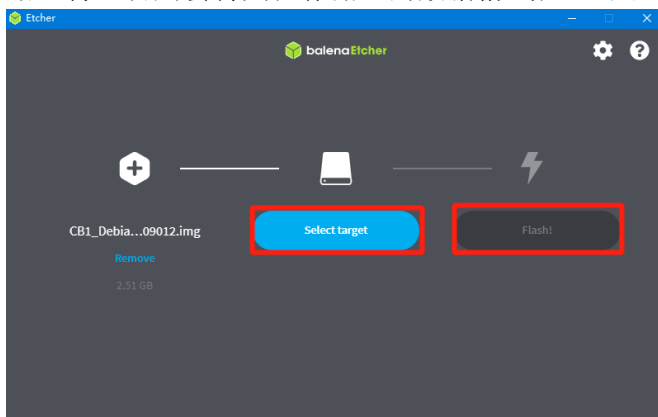 Etcher
balenaEtcher
CB1_Debia...09012.img
Select target
Flash!
Remove
2.51 GB